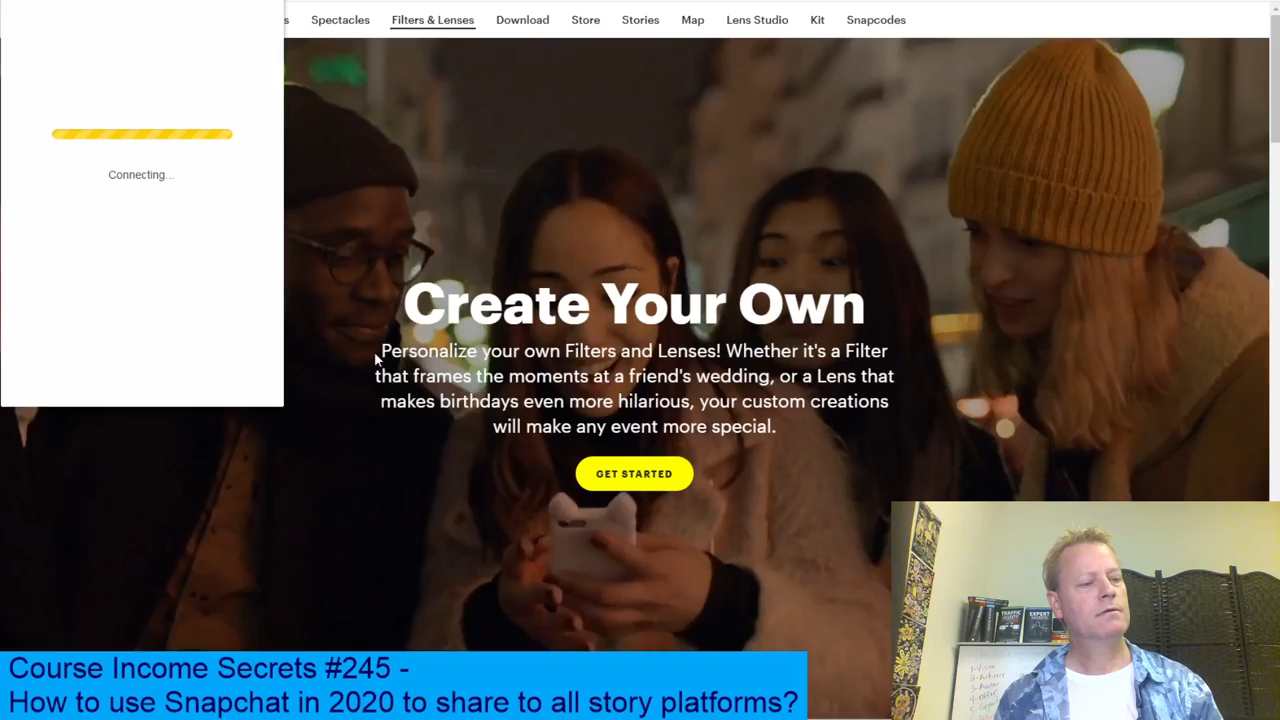 s Spectacles Filters & Lenses Download Store Stories Map Lens Studio Kit Snapcodes
Connecting...
Create Your Own
Personalize your own Filters and Lenses! Whether it's a Filter
that frames the moments at a friend's wedding, or a Lens that
makes birthdays even more hilarious, your custom creations
will make any event more special.
GET STARTED
TRAFFIC
EXPERT
Course Income Secrets #245 -
How to use Snapchat in 2020 to share to all story platforms?